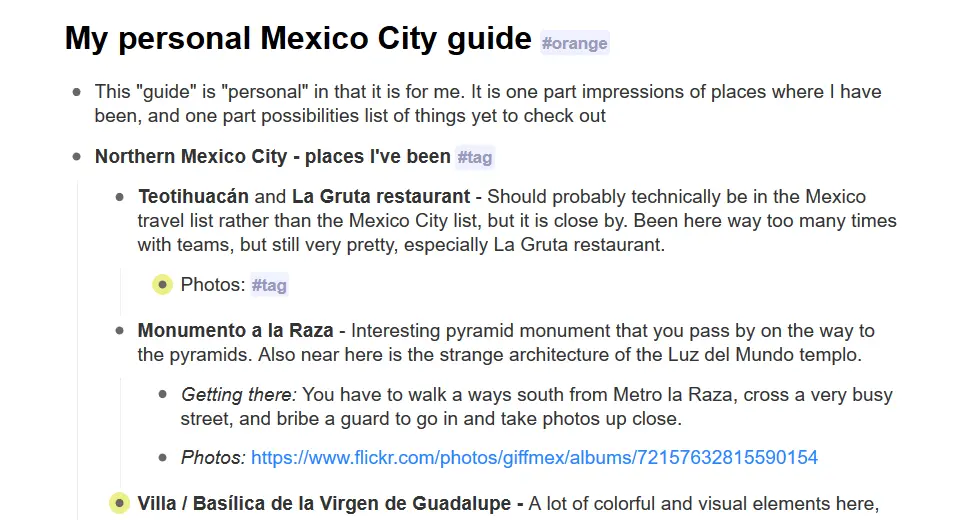 My personal Mexico City guide #orange
This "guide" is "personal" in that it is for me. It is one part impressions of places where I have
been, and one part possibilities list of things yet to check out
Northern Mexico City - places I've been #tag
Teotihuacán and La Gruta restaurant - Should probably technically be in the Mexico
travel list rather than the Mexico City list, but it is close by. Been here way too many times
with teams, but still very pretty, especially La Gruta restaurant.
Photos: #tag
Monumento a la Raza - Interesting pyramid monument that you pass by on the way to
the pyramids. Also near here is the strange architecture of the Luz del Mundo templo.
Getting there: You have to walk a ways south from Metro la Raza, cross a very busy
street, and bribe a guard to go in and take photos up close.
Photos: https://www.flickr.com/photos/giffmex/albums/72157632815590154
Villa / Basílica de la Virgen de Guadalupe - A lot of colorful and visual elements here,